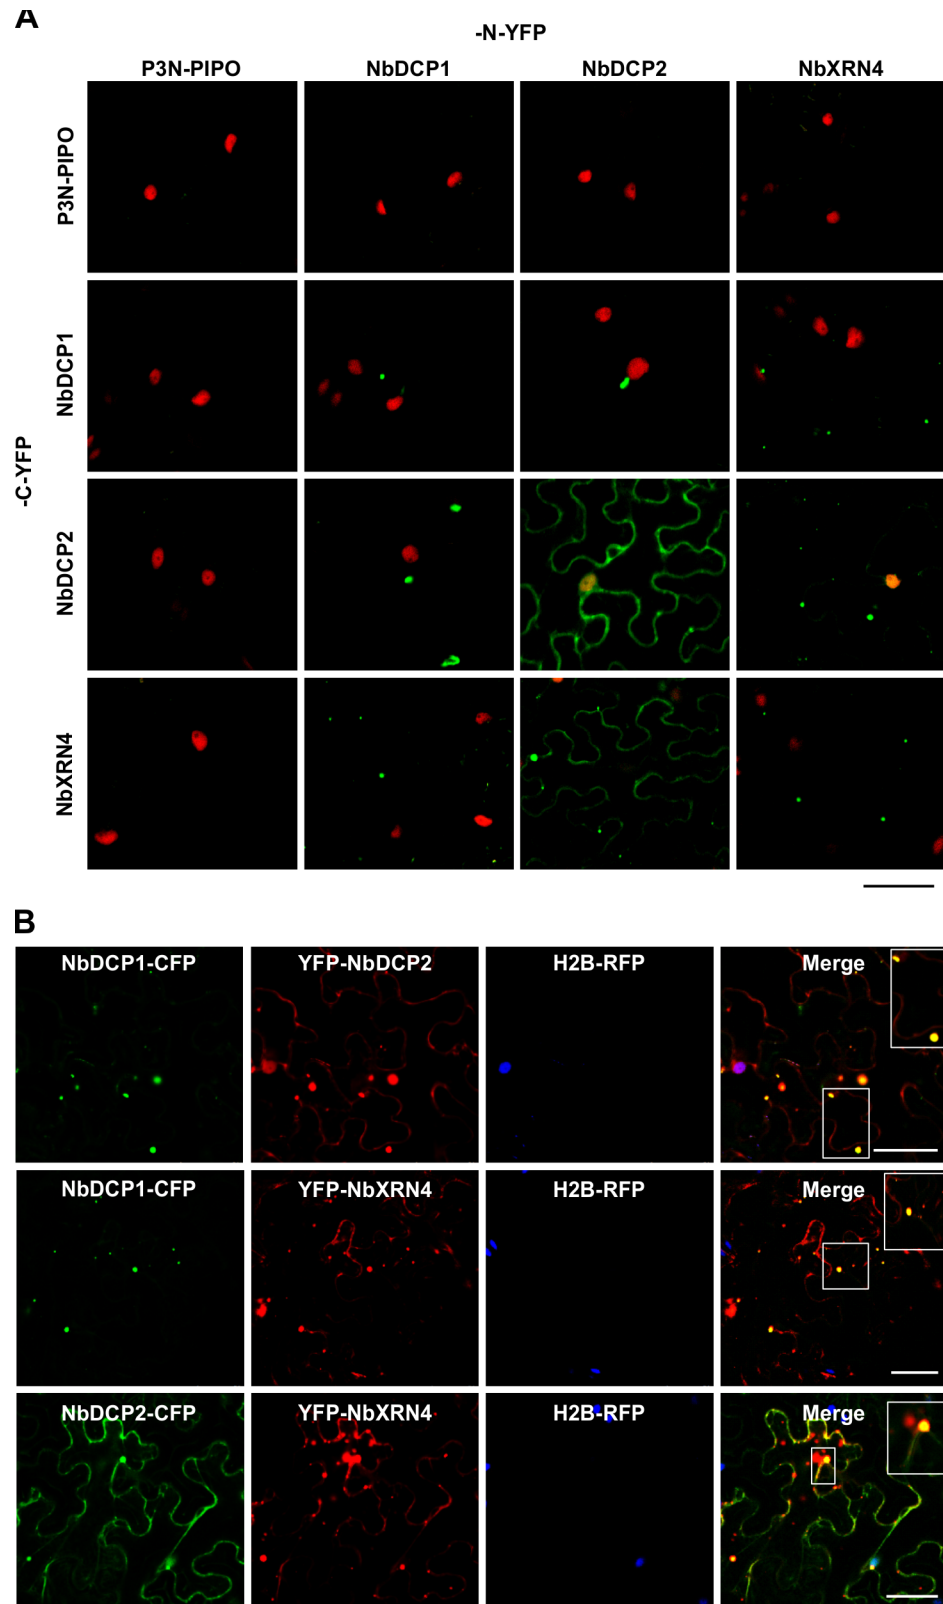 A
-N-YFP
P3N-PIPO NbDCP1 NbDCP2 NbXRN4
-C-YFP
P3N-PIPO
NbDCP1
NbDCP2
NbXRN4
B
NbDCP1-CFP YFP-NbDCP2 H2B-RFP Merge
NbDCP1-CFP YFP-NbXRN4 H2B-RFP Merge
NbDCP2-CFP YFP-NbXRN4 H2B-RFP Merge